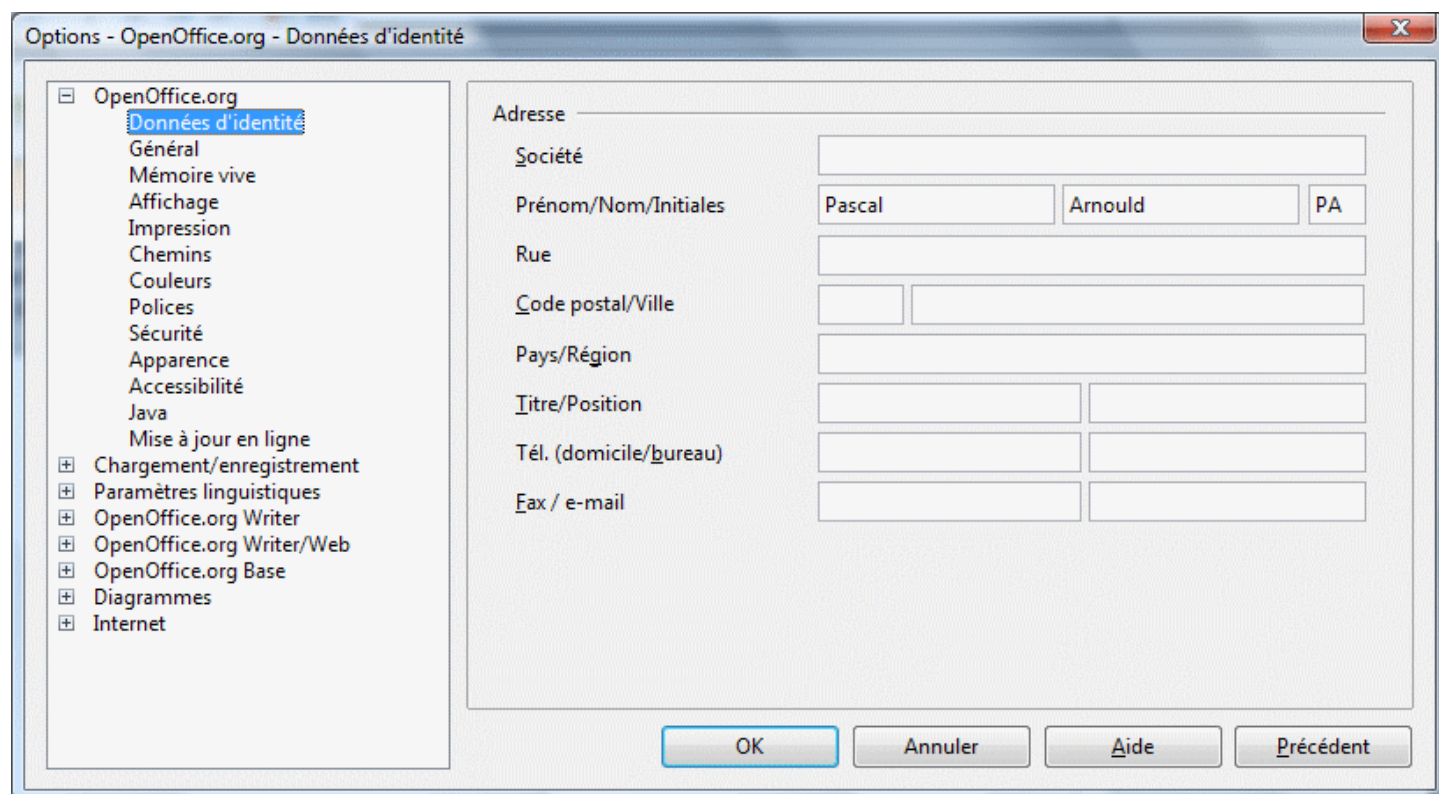 Options - OpenOffice.org - Données d'identité
OpenOffice.org
Données d'identité
Général
Mémoire vive
Affichage
Impression
Chemins
Couleurs
Polices
Sécurité
Apparence
Accessibilité
Java
Mise à jour en ligne
Chargement/enregistrement
Paramètres linguistiques
OpenOffice.org Writer
OpenOffice.org Writer/Web
OpenOffice.org Base
Diagrammes
Internet
Adresse
Société
Prénom/Nom/Initiales Pascal Arnould PA
Rue
Code postal/Ville
Pays/Région
Titre/Position
Tél. (domicile/bureau)
Fax / e-mail
OK Annuler Aide Précédent